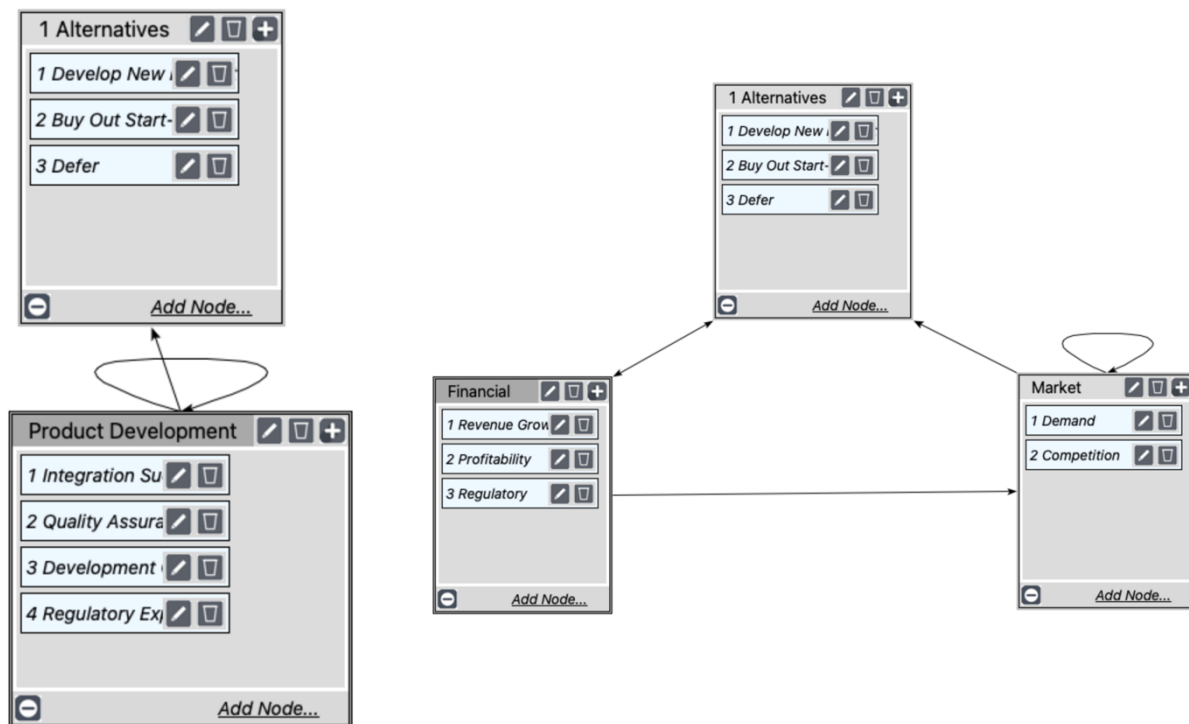 1 Alternatives
1 Develop New
2 Buy Out Start-
3 Defer
Add Node...
Product Development
1 Integration Su
2 Quality Assura
3 Development
4 Regulatory Ex
Add Node...
1 Alternatives
1 Develop New
2 Buy Out Start-
3 Defer
Add Node...
Financial
1 Revenue Grow
2 Profitability
3 Regulatory
Add Node...
Market
1 Demand
2 Competition
Add Node...